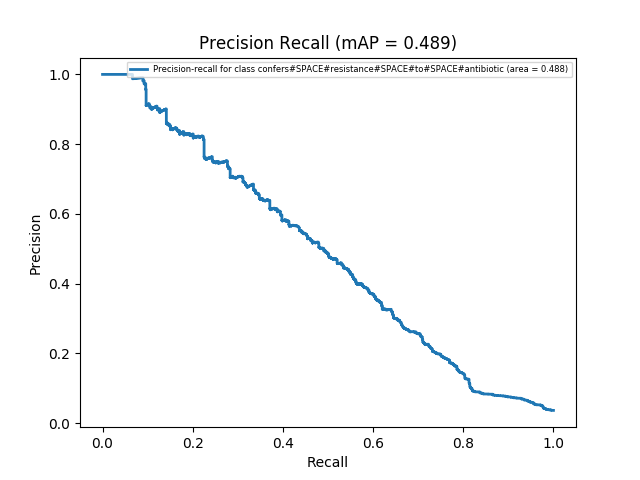 Precision Recall (mAP = 0.489)
Precision-recall for class confers#SPACE#resistance#SPACE#to#SPACE#antibiotic (area = 0.488)
1.0
0.8
0.6
0.4
0.2
0.0
Precision
0.0 0.2 0.4 0.6 0.8 1.0
Recall